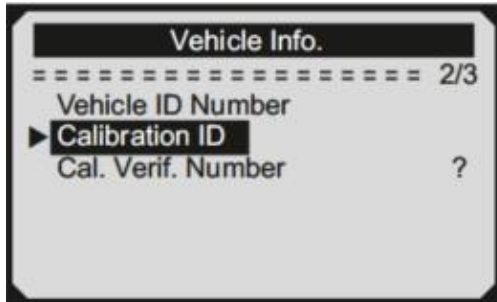 Vehicle Info.
= = = = = = = = = = = = = = = = = = 2/3
Vehicle ID Number
▶ Calibration ID
Cal. Verif. Number ?